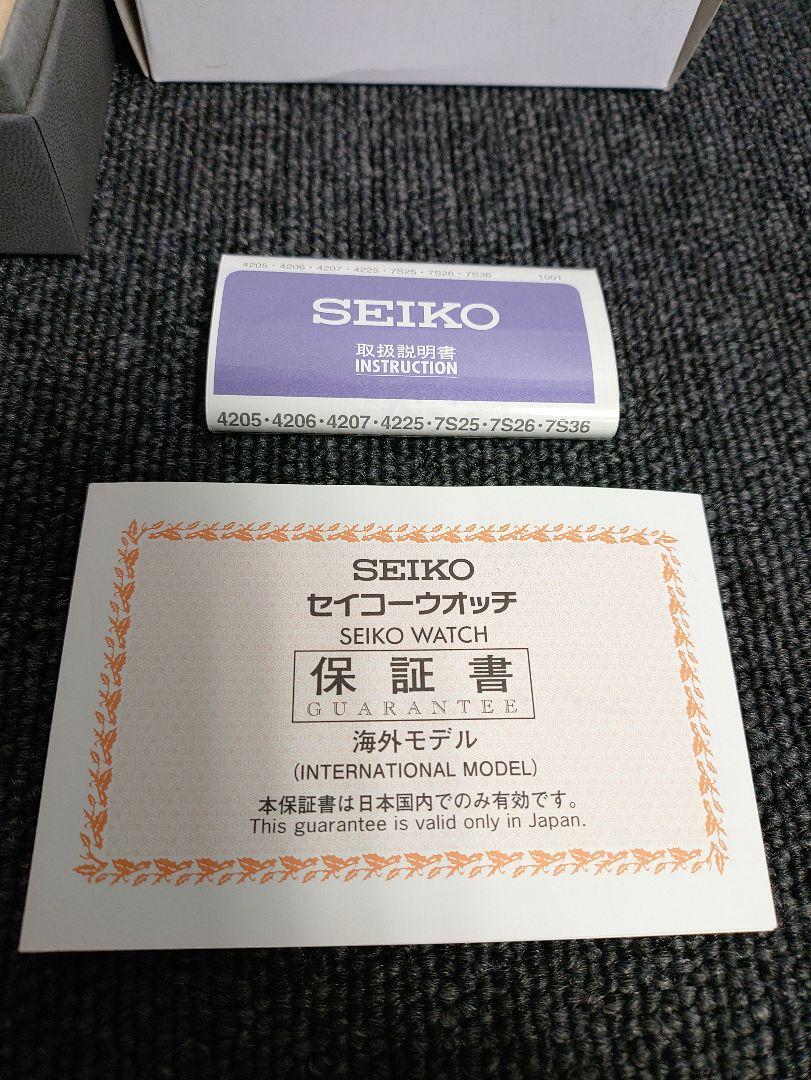 4205・4206・4207・4225・7S25・7S26・7S36 1001
SEIKO
取扱説明書
INSTRUCTION
4205・4206・4207・4225・7S25・7S26・7S36
SEIKO
セイコーウオッチ
SEIKO WATCH
保証書
GUARANTEE
海外モデル
(INTERNATIONAL MODEL)
本保証書は日本国内でのみ有効です。
This guarantee is valid only in Japan.